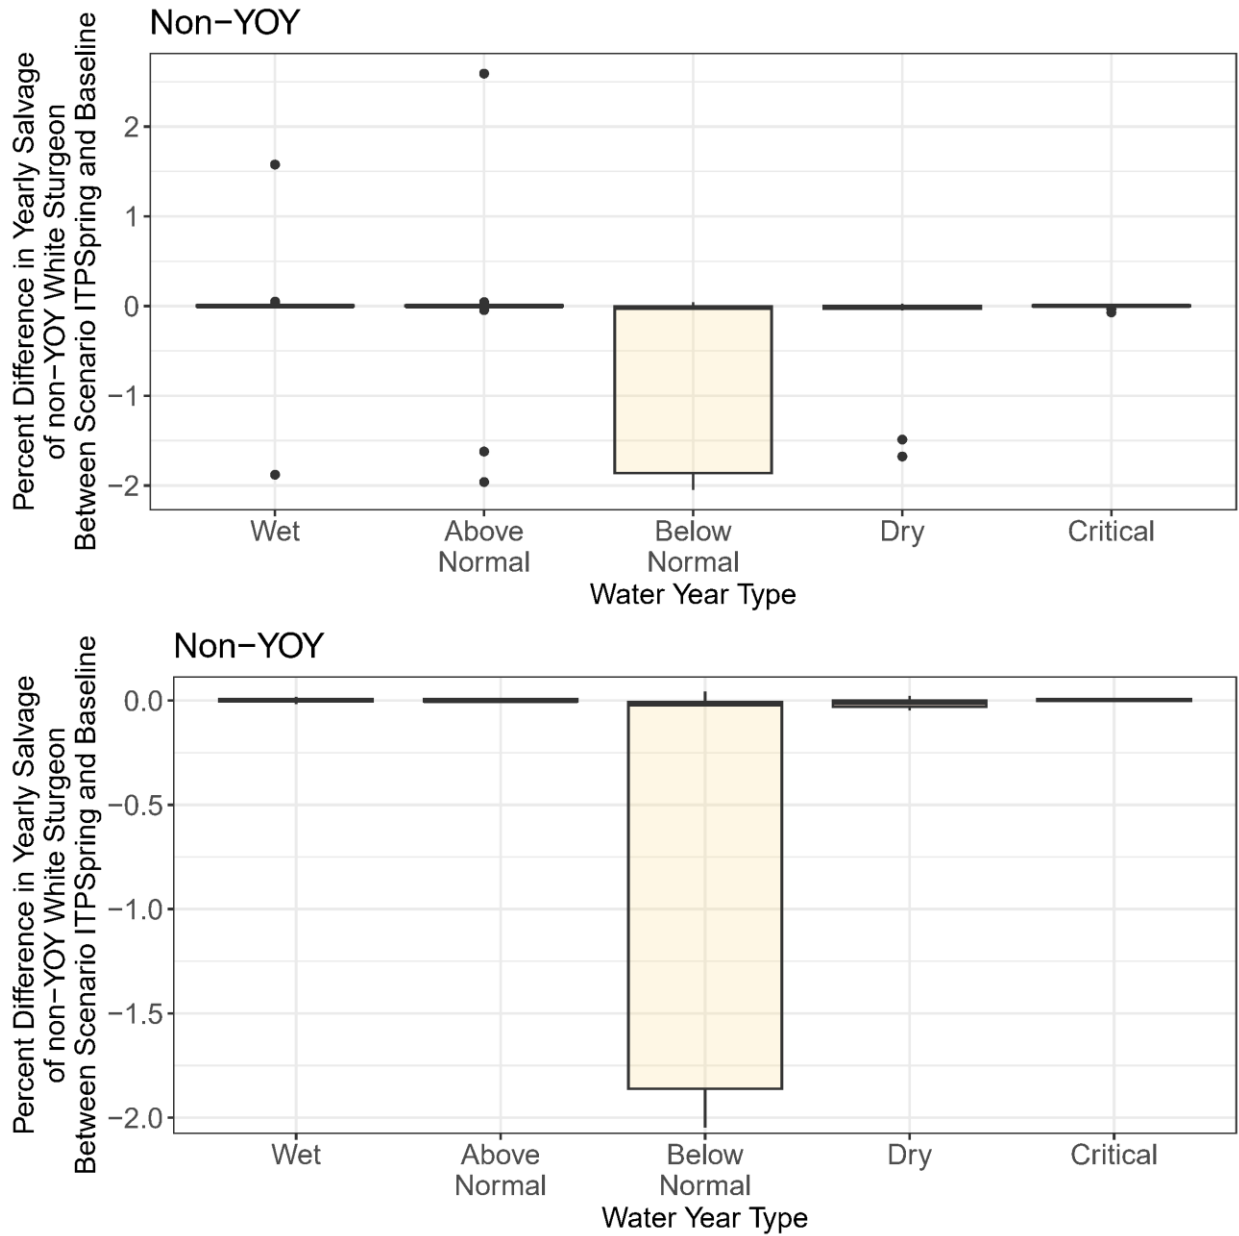 Non−YOY
Percent Difference in Yearly Salvage
of non−YOY White Sturgeon
Between Scenario ITPSpring and Baseline
2
1
0
−1
−2
Wet
Above
Normal
Below
Normal
Dry
Critical
Water Year Type
Non−YOY
Percent Difference in Yearly Salvage
of non−YOY White Sturgeon
Between Scenario ITPSpring and Baseline
0.0
−0.5
−1.0
−1.5
−2.0
Wet
Above
Normal
Below
Normal
Dry
Critical
Water Year Type